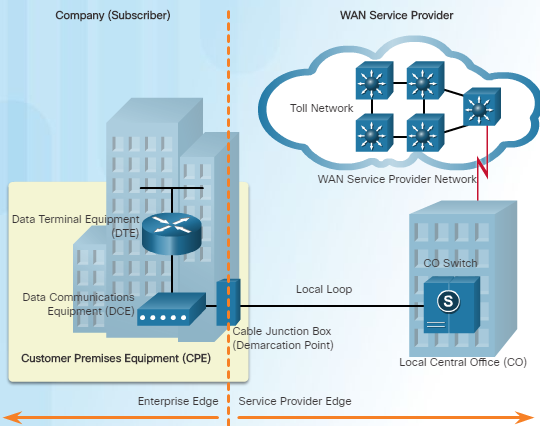 Company (Subscriber)
WAN Service Provider
Toll Network
WAN Service Provider Network
Data Terminal Equipment
(DTE)
CO Switch
S
Data Communications
Equipment (DCE)
Local Loop
Cable Junction Box
(Demarcation Point)
Customer Premises Equipment (CPE)
Local Central Office (CO)
Enterprise Edge
Service Provider Edge